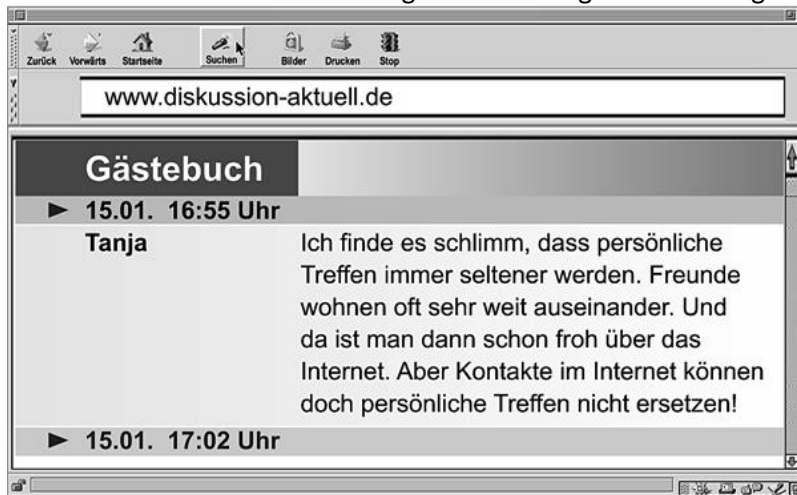 Zurück Vorwärts Startseite Suchen Bilder Drucken Stop
www.diskussion-aktuell.de
Gästebuch
► 15.01. 16:55 Uhr
Tanja Ich finde es schlimm, dass persönliche
Treffen immer seltener werden. Freunde
wohnen oft sehr weit auseinander. Und
da ist man dann schon froh über das
Internet. Aber Kontakte im Internet können
doch persönliche Treffen nicht ersetzen!
► 15.01. 17:02 Uhr